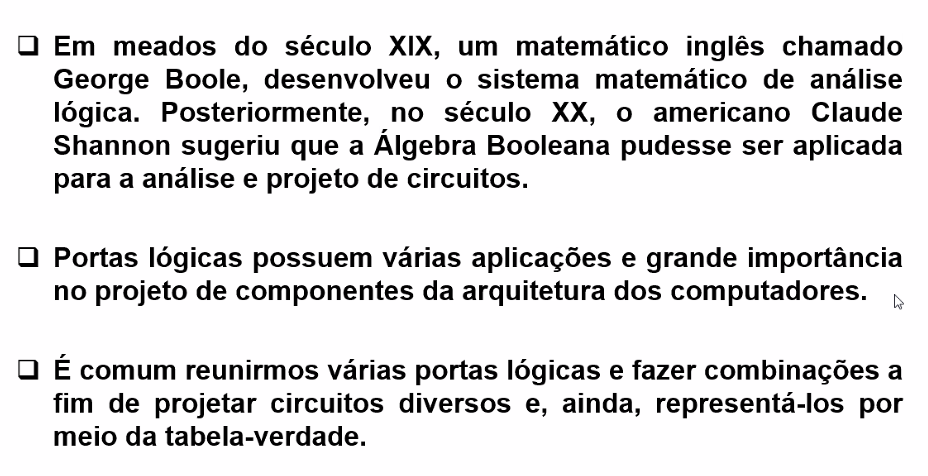 ❑ Em meados do século XIX, um matemático inglês chamado
George Boole, desenvolveu o sistema matemático de análise
lógica. Posteriormente, no século XX, o americano Claude
Shannon sugeriu que a Álgebra Booleana pudesse ser aplicada
para a análise e projeto de circuitos.
❑ Portas lógicas possuem várias aplicações e grande importância
no projeto de componentes da arquitetura dos computadores.
❑ É comum reunirmos várias portas lógicas e fazer combinações a
fim de projetar circuitos diversos e, ainda, representá-los por
meio da tabela-verdade.